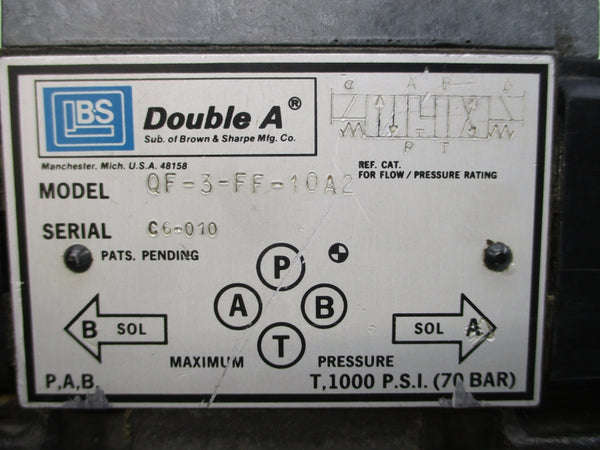 BS Double A®
Sub. of Brown & Sharpe Mfg. Co.
Manchester, Mich. U.S.A. 48158
a A B b
P T
REF. CAT.
FOR FLOW / PRESSURE RATING
MODEL QF-3-FF-10A2
SERIAL C6-010
PATS. PENDING
P
A B
T
B SOL
SOL A
MAXIMUM PRESSURE
P,A,B, T,1000 P.S.I. (70 BAR)